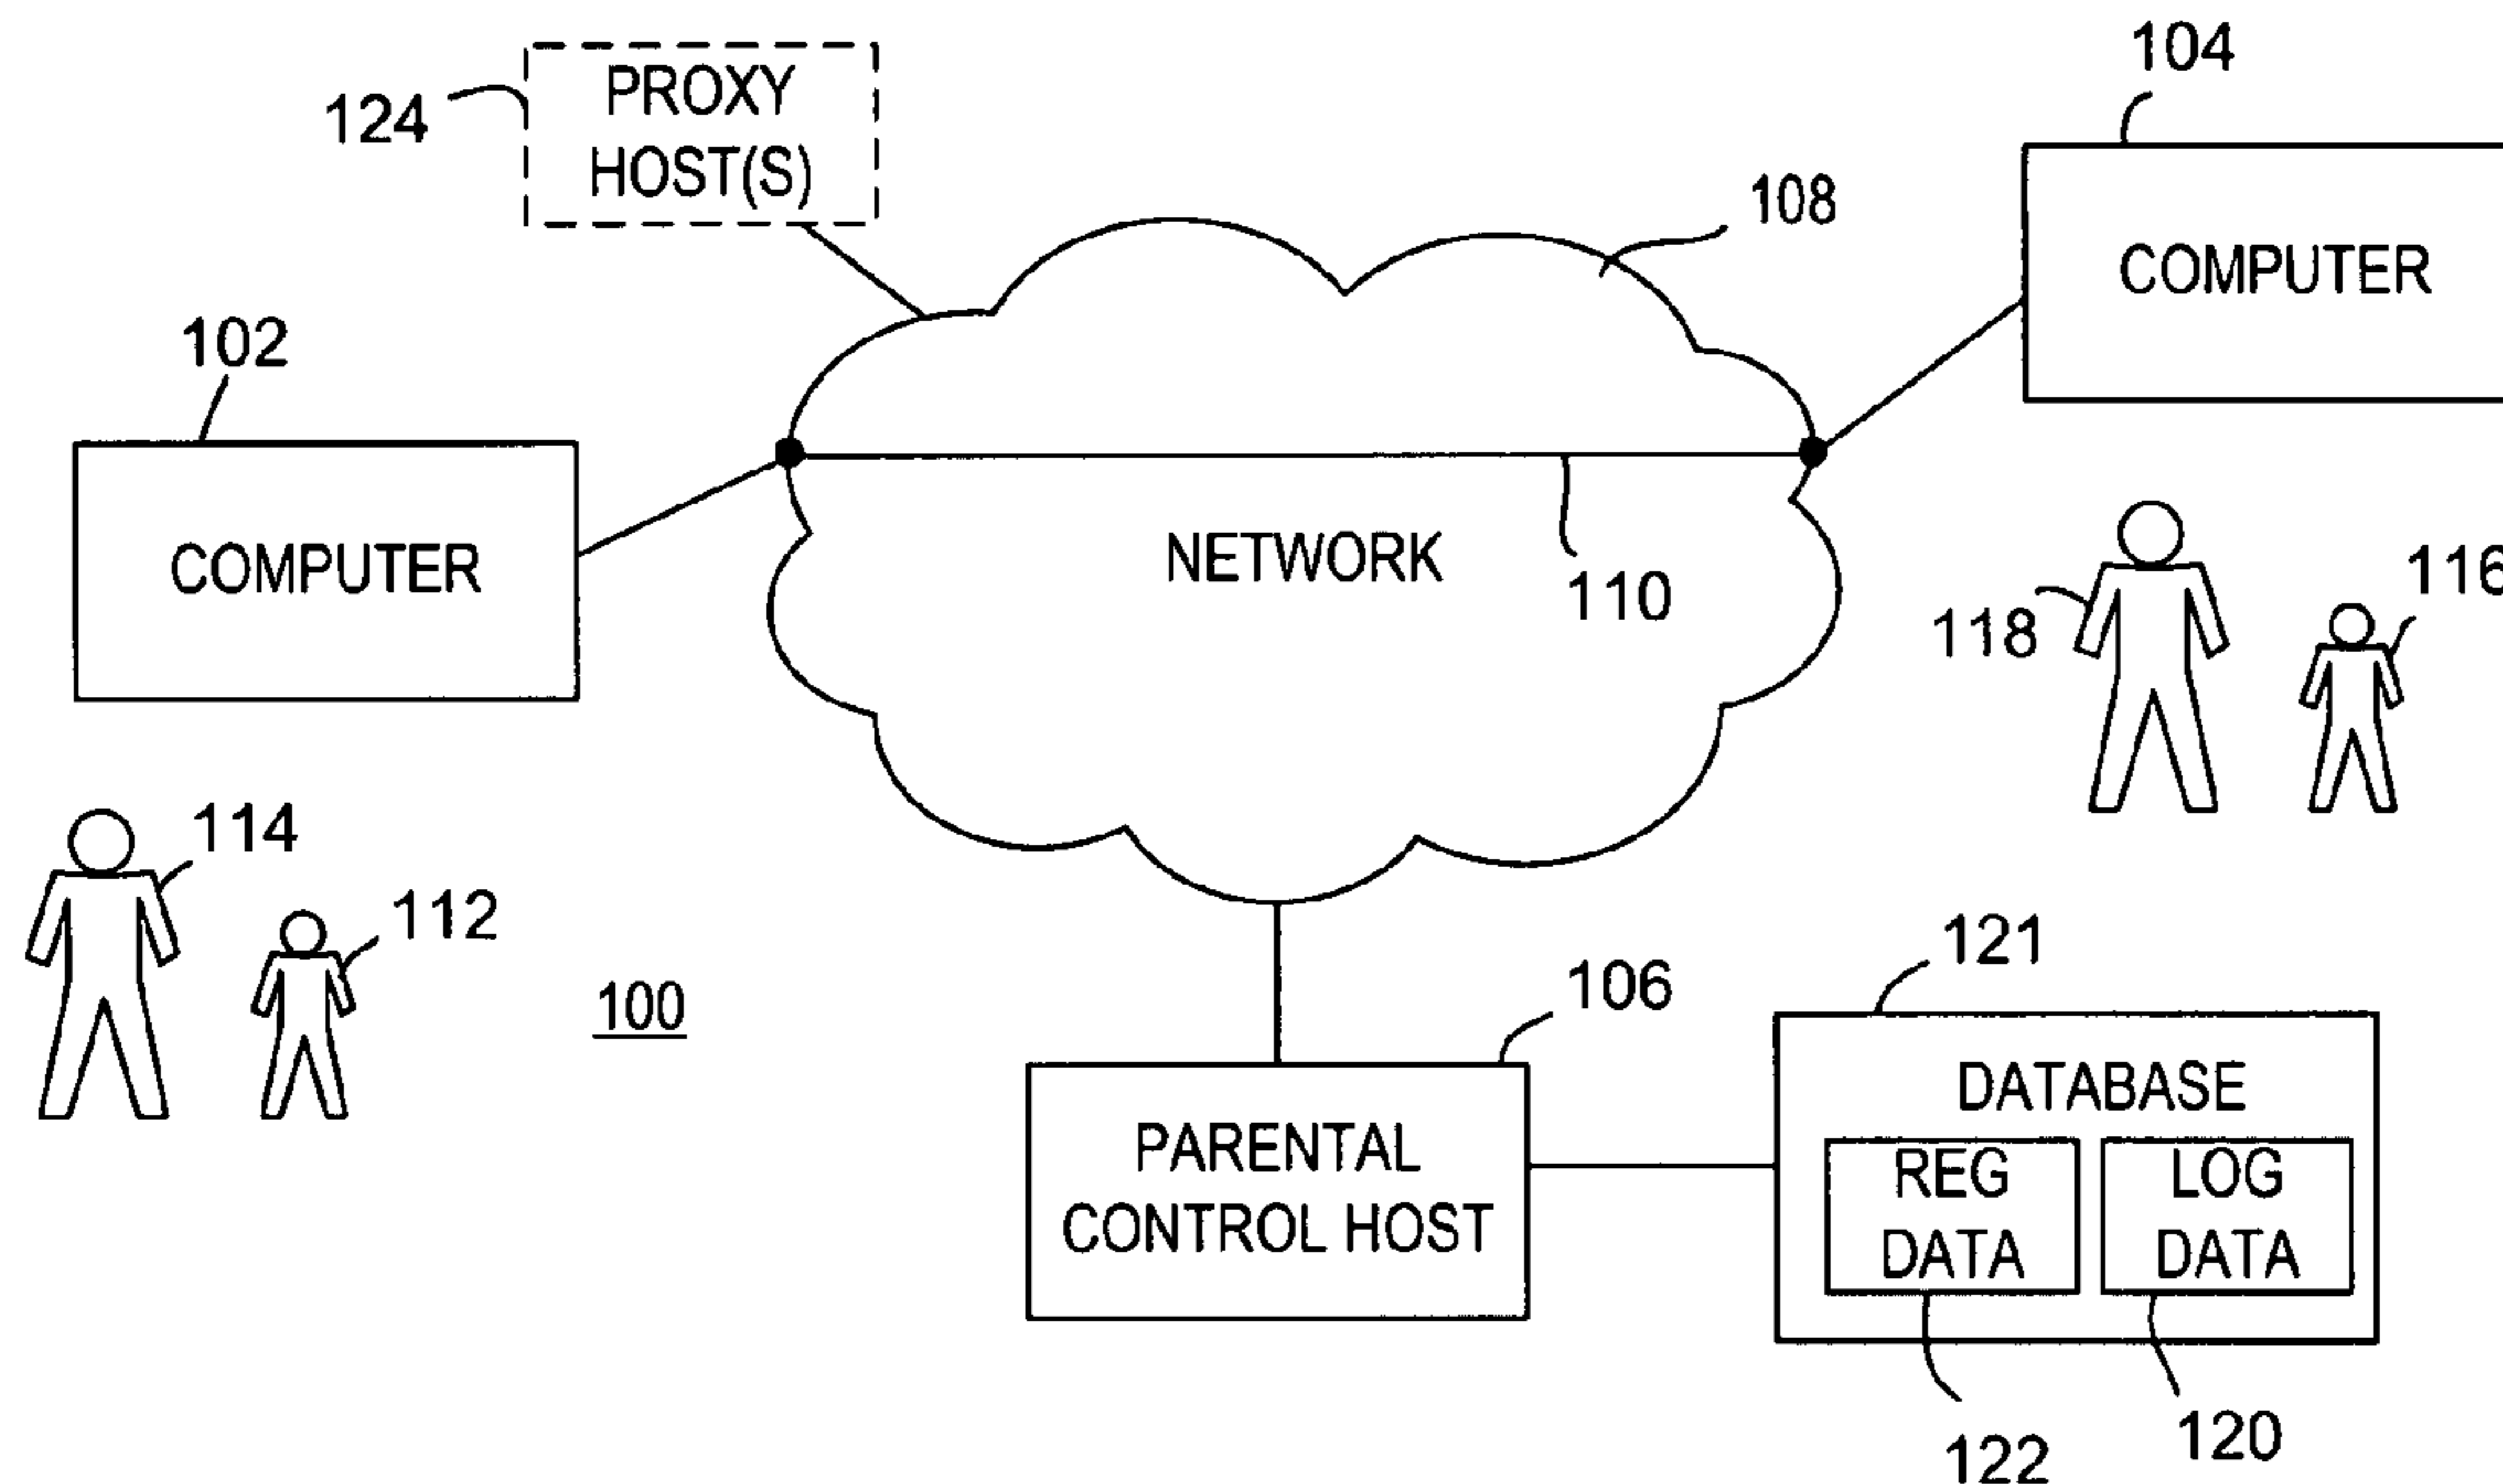 104
PROXY
HOST(S)
124
108
COMPUTER
102
COMPUTER
NETWORK
110
116
118
114
112
121
106
100
DATABASE
PARENTAL
CONTROL HOST
REG
DATA
LOG
DATA
122
120